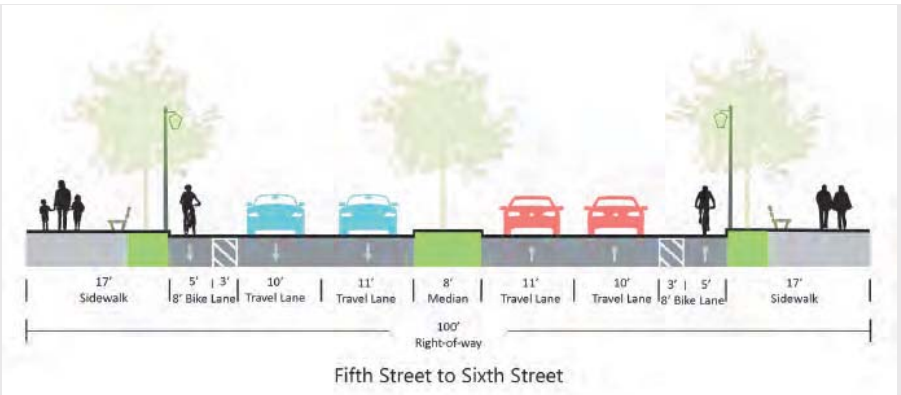 17' 5' 3' 10' 11' 8' 11' 10' 3' 5' 17'
Sidewalk 8' Bike Lane Travel Lane Travel Lane Median Travel Lane Travel Lane 8' Bike Lane Sidewalk
100'
Right-of-way
Fifth Street to Sixth Street